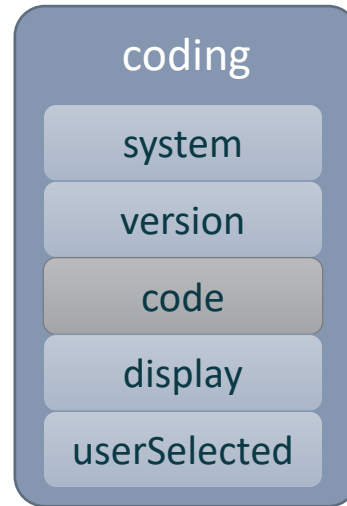 coding
system
version
code
display
userSelected